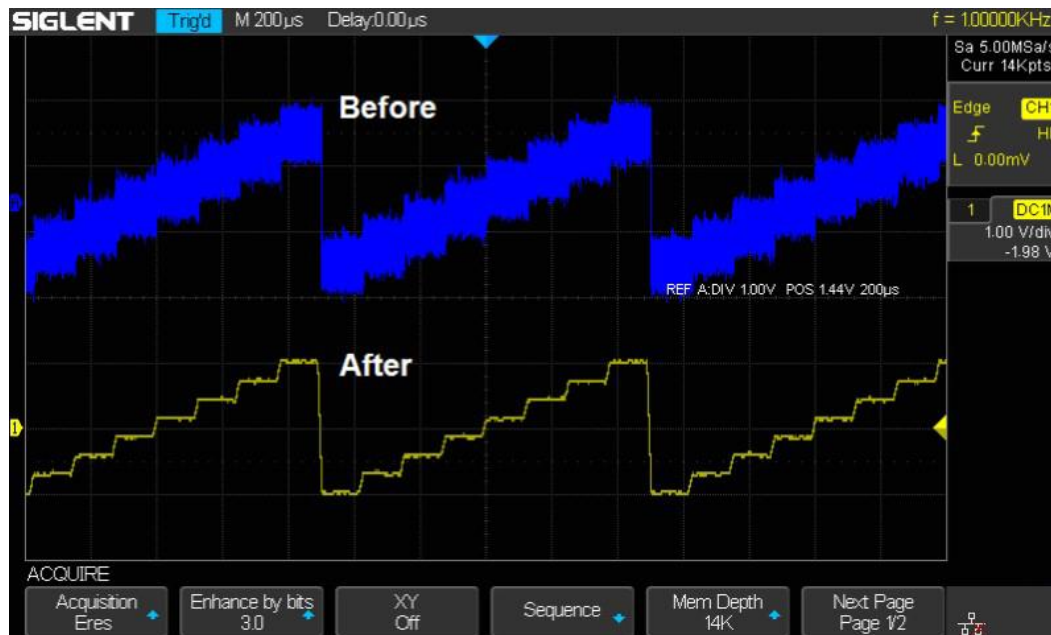 SIGLENT Trig'd M 200µs Delay:0.00µs f = 1.00000KHz
Sa 5.00MSa/s
Curr 14Kpts
Before
Edge CH1
L 0.00mV
1 DC1M
1.00 V/div
-1.98 V
REF A:DIV 1.00V POS 1.44V 200µs
After
1
ACQUIRE
Acquisition
Eres
Enhance by bits
3.0
XY
Off
Sequence
Mem Depth
14K
Next Page
Page 1/2